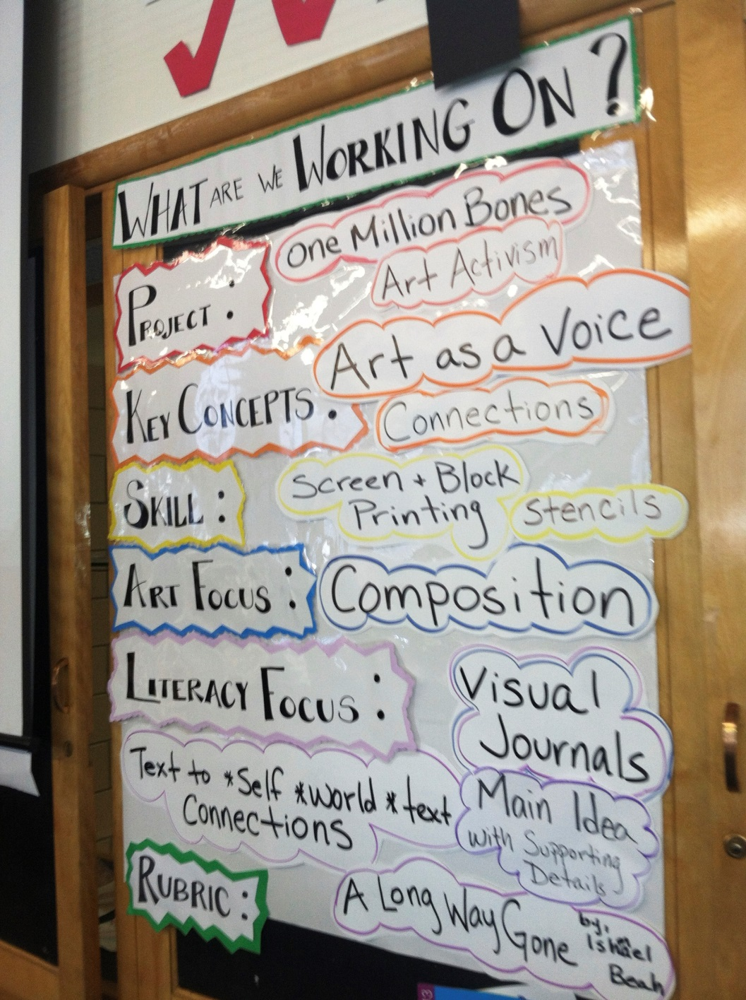 WHAT ARE WE WORKING ON?
PROJECT:
One Million Bones
Art Activism
KEY CONCEPTS:
Art as a Voice
Connections
SKILL:
Screen + Block
Printing
Stencils
ART FOCUS:
Composition
LITERACY FOCUS:
Visual
Journals
Text to *Self *World *text
Connections
Main Idea
with Supporting
Details
RUBRIC:
A Long Way Gone
by,
Ishmael
Beah